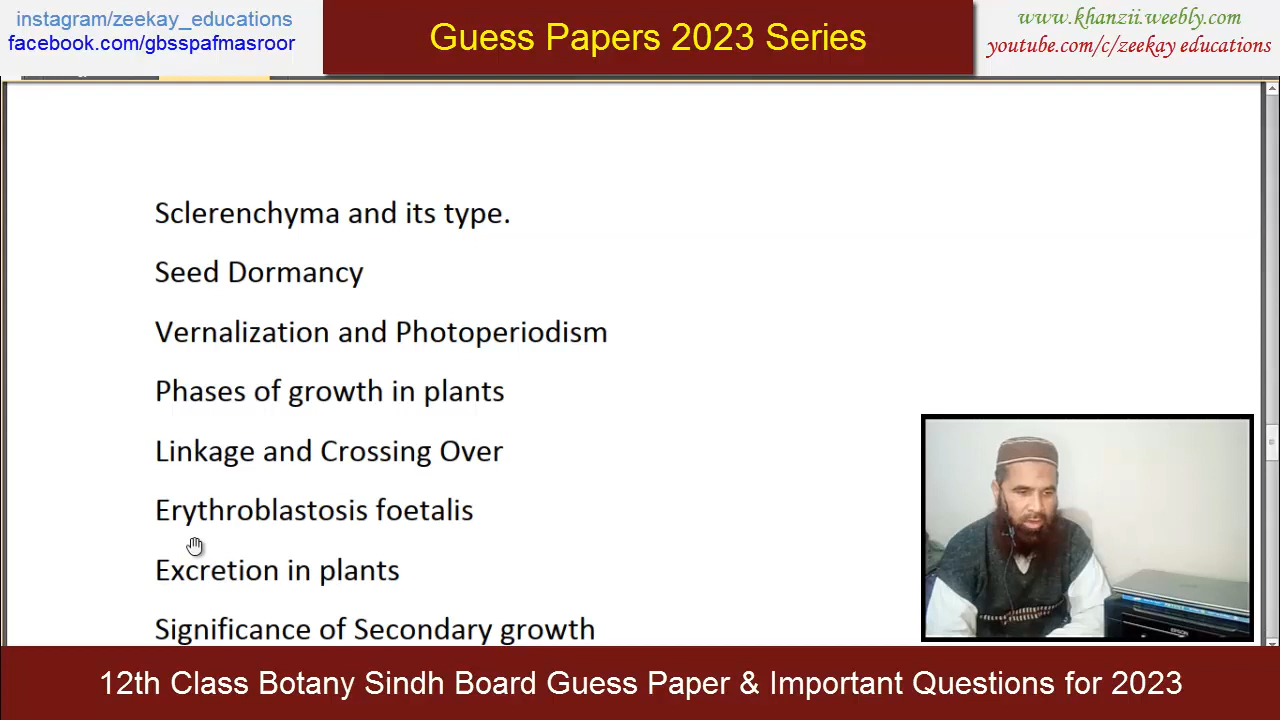 instagram/zeekay_educations
facebook.com/gbsspafmasroor
Guess Papers 2023 Series
www.khanzii.weebly.com
youtube.com/c/zeekay educations
Sclerenchyma and its type.
Seed Dormancy
Vernalization and Photoperiodism
Phases of growth in plants
Linkage and Crossing Over
Erythroblastosis foetalis
Excretion in plants
Significance of Secondary growth
EPSON
12th Class Botany Sindh Board Guess Paper & Important Questions for 2023